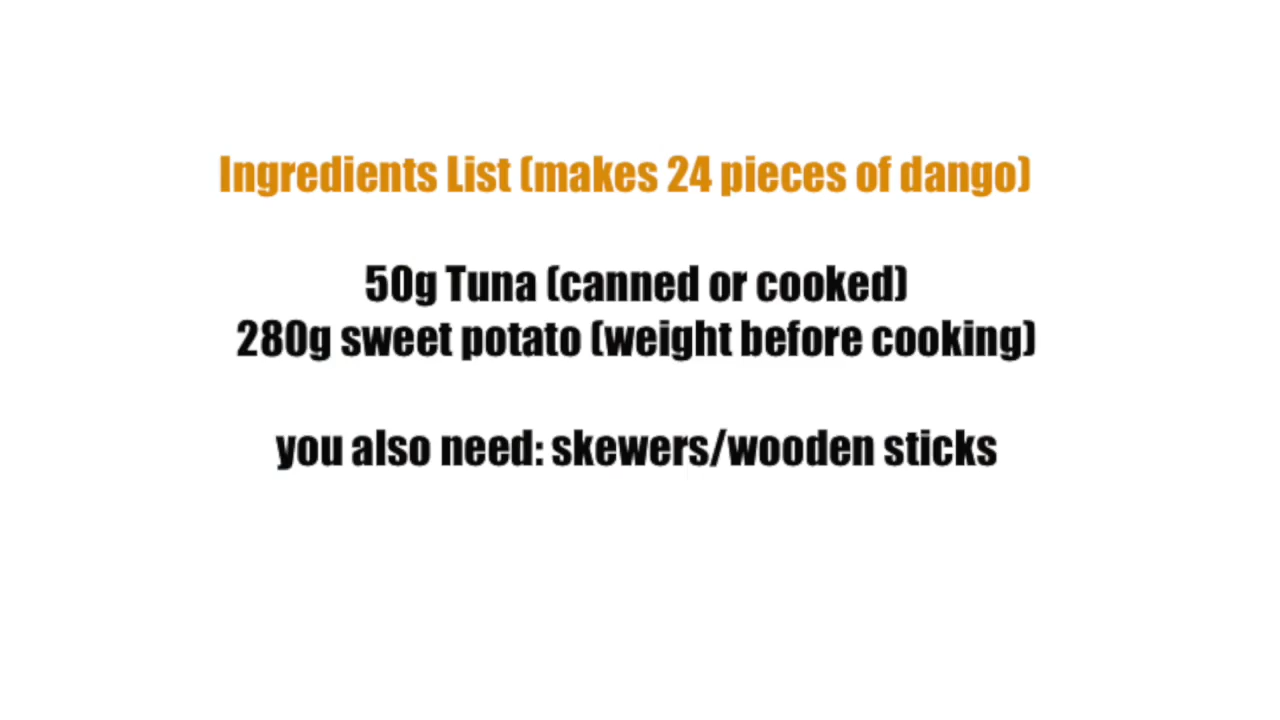 Ingredients List (makes 24 pieces of dango)
50g Tuna (canned or cooked)
280g sweet potato (weight before cooking)
you also need: skewers/wooden sticks